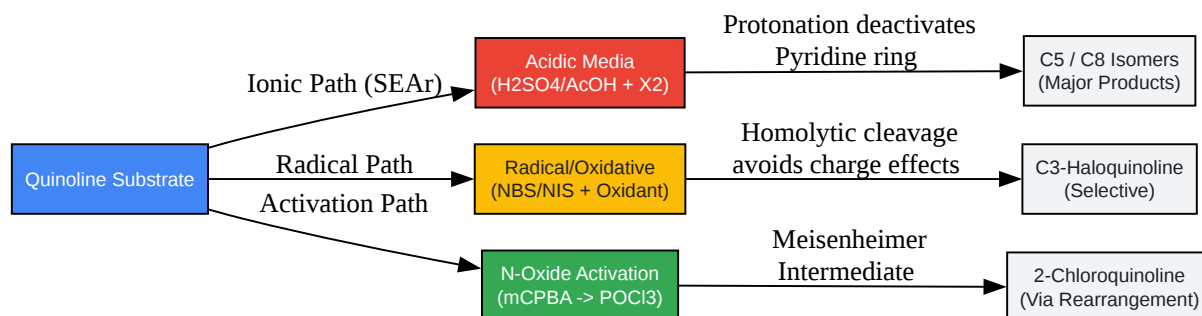 Quinoline Substrate
Ionic Path (SEAr)
Radical Path
Activation Path
Acidic Media
(H2SO4/AcOH + X2)
Radical/Oxidative
(NBS/NIS + Oxidant)
N-Oxide Activation
(mCPBA -> POCl3)
Protonation deactivates
Pyridine ring
Homolytic cleavage
avoids charge effects
Meisenheimer
Intermediate
C5 / C8 Isomers
(Major Products)
C3-Haloquinoline
(Selective)
2-Chloroquinoline
(Via Rearrangement)